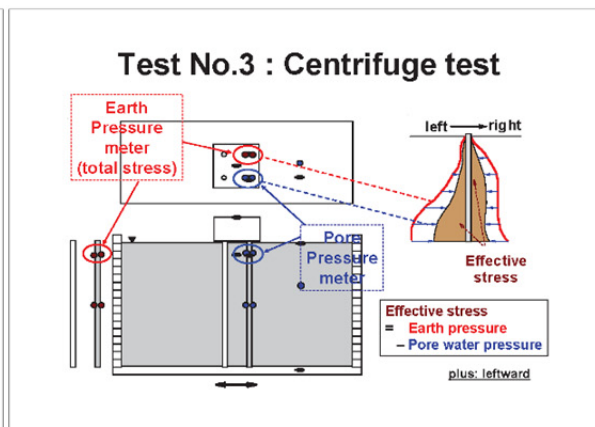 Test No.3 : Centrifuge test
Earth
Pressure
meter
(total stress)
left
right
Pore
Pressure
meter
Effective
stress
Effective stress
= Earth pressure
– Pore water pressure
plus: leftward